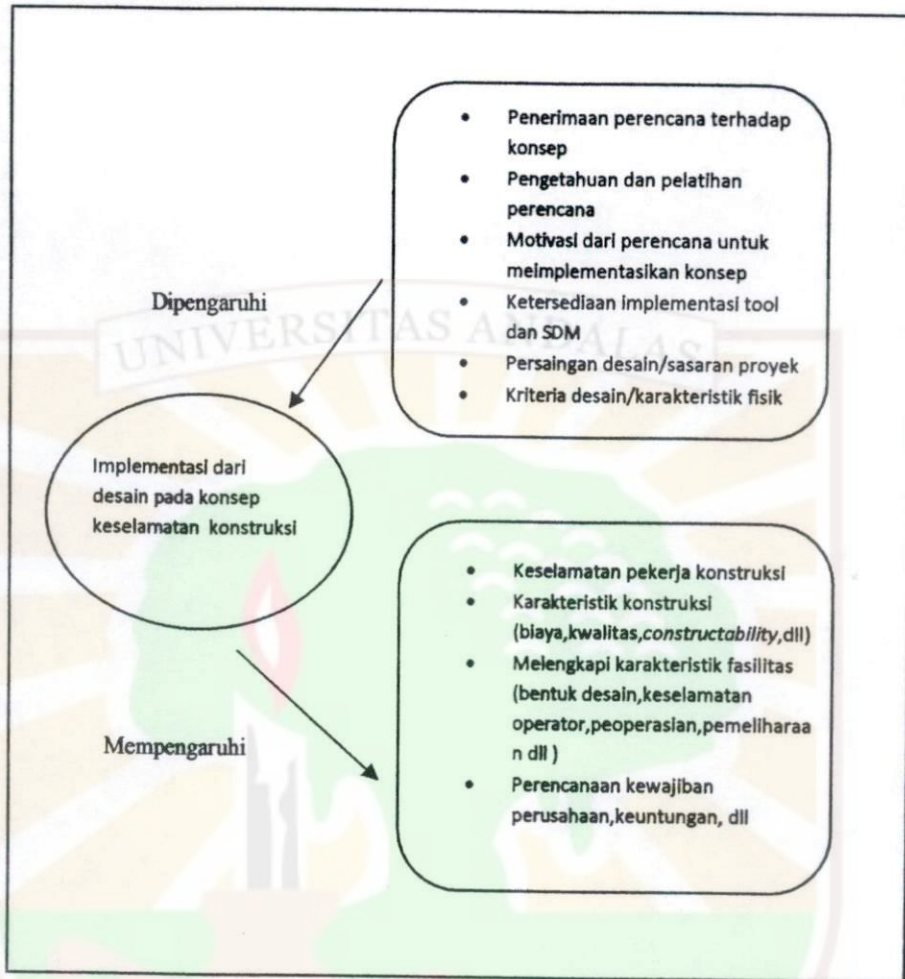 • Penerimaan perencana terhadap
konsep
• Pengetahuan dan pelatihan
perencana
• Motivasi dari perencana untuk
meimplementasikan konsep
• Ketersediaan implementasi tool
dan SDM
• Persaingan desain/sasaran proyek
• Kriteria desain/karakteristik fisik
Dipengaruhi
UNIVERSITAS ANDALAS
Implementasi dari
desain pada konsep
keselamatan konstruksi
• Keselamatan pekerja konstruksi
• Karakteristik konstruksi
(biaya,kwalitas,constructability,dll)
• Melengkapi karakteristik fasilitas
(bentuk desain,keselamatan
operator,peoperasian,pemeliharaa
n dll )
• Perencanaan kewajiban
perusahaan,keuntungan, dll
Mempengaruhi